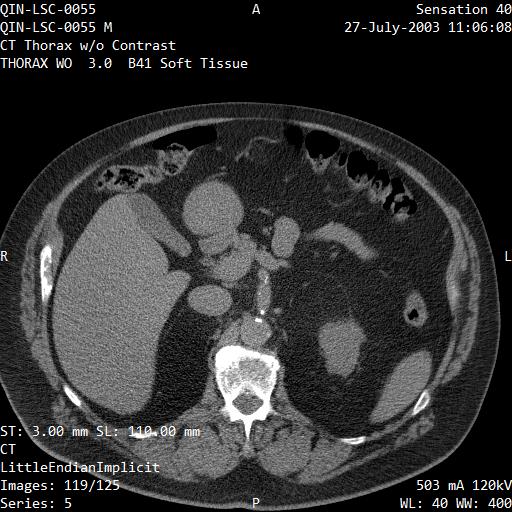 QIN-LSC-0055
A
Sensation 40
QIN-LSC-0055 M
27-July-2003 11:06:08
CT Thorax w/o Contrast
THORAX WO 3.0 B41 Soft Tissue
R
L
ST: 3.00 mm SL: 110.00 mm
CT
LittleEndianImplicit
Images: 119/125
503 mA 120kV
Series: 5
P
WL: 40 WW: 400